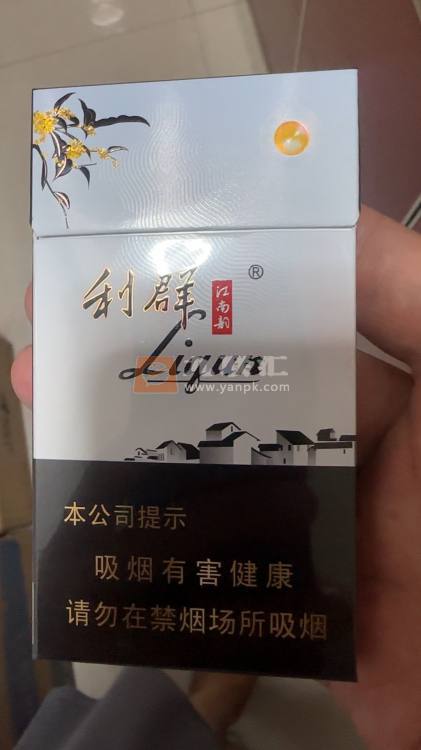 利群
江南韵
®
Liqun
www.yanpk.com
本公司提示
吸烟有害健康
请勿在禁烟场所吸烟